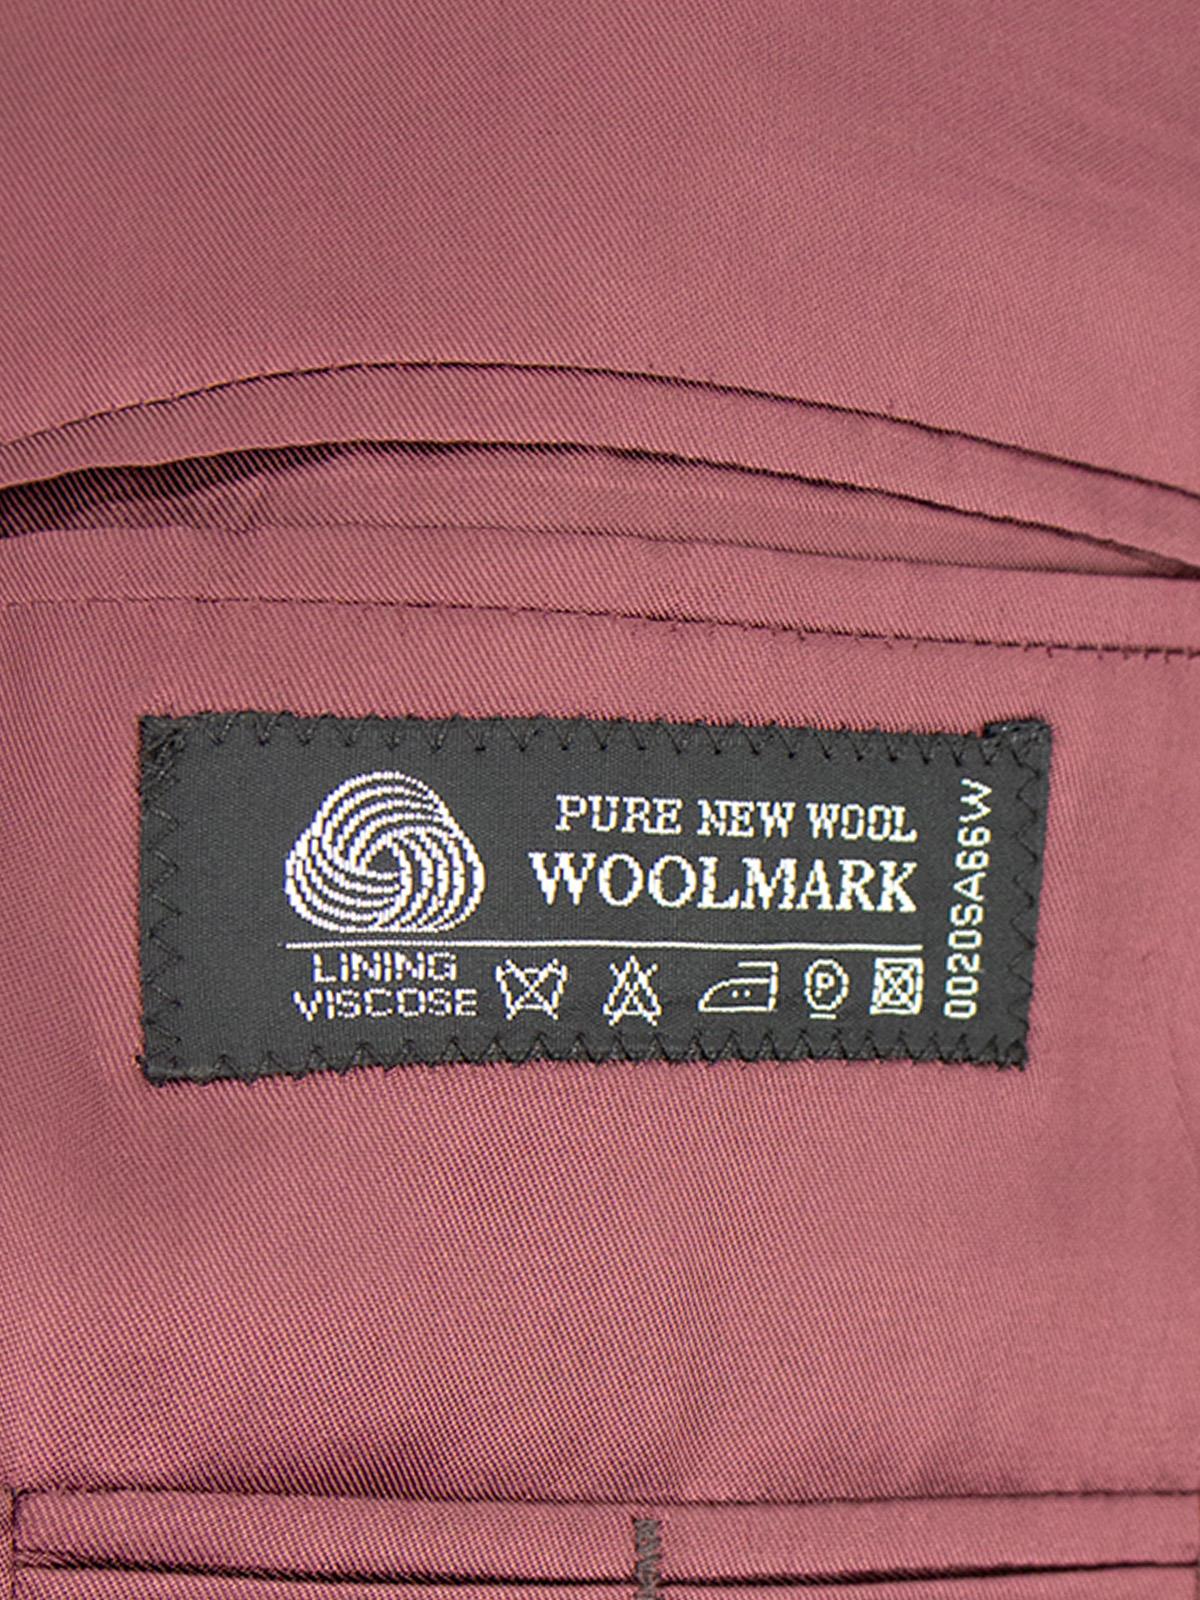 PURE NEW WOOL
WOOLMARK
LINING
VISCOSE
P
0020SA66W